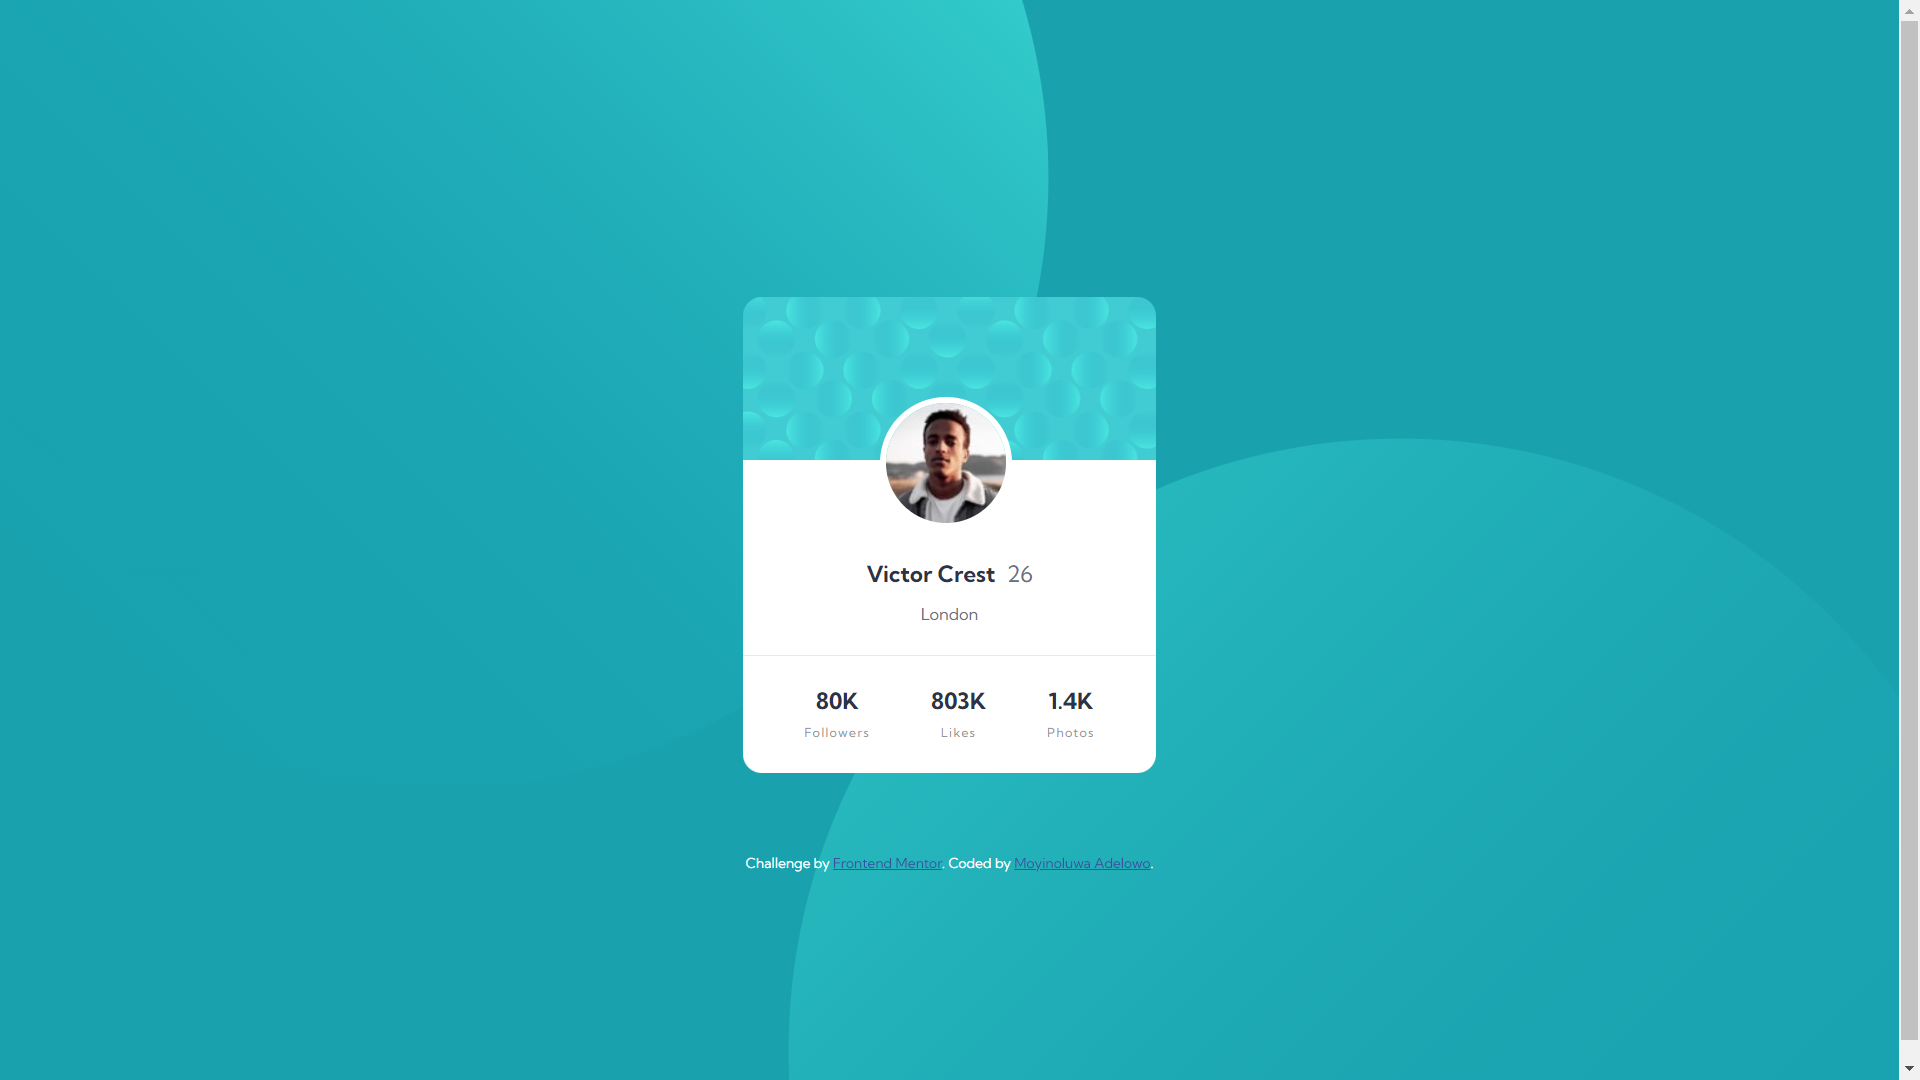 Victor Crest 26
London
80K 803K 1.4K
Followers Likes Photos
Challenge by Frontend Mentor. Coded by Moyinoluwa Adelowo.